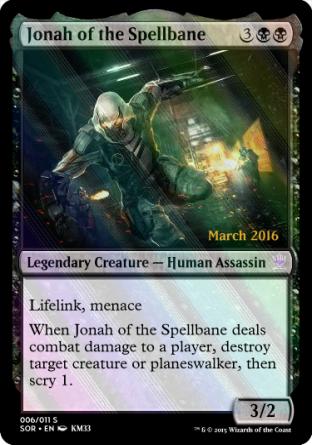 Jonah of the Spellbane 3
March 2016
Legendary Creature — Human Assassin
Lifelink, menace
When Jonah of the Spellbane deals
combat damage to a player, destroy
target creature or planeswalker, then
scry 1.
3/2
006/011 S
SOR • EN KM33
™ & © 2015 Wizards of the Coast